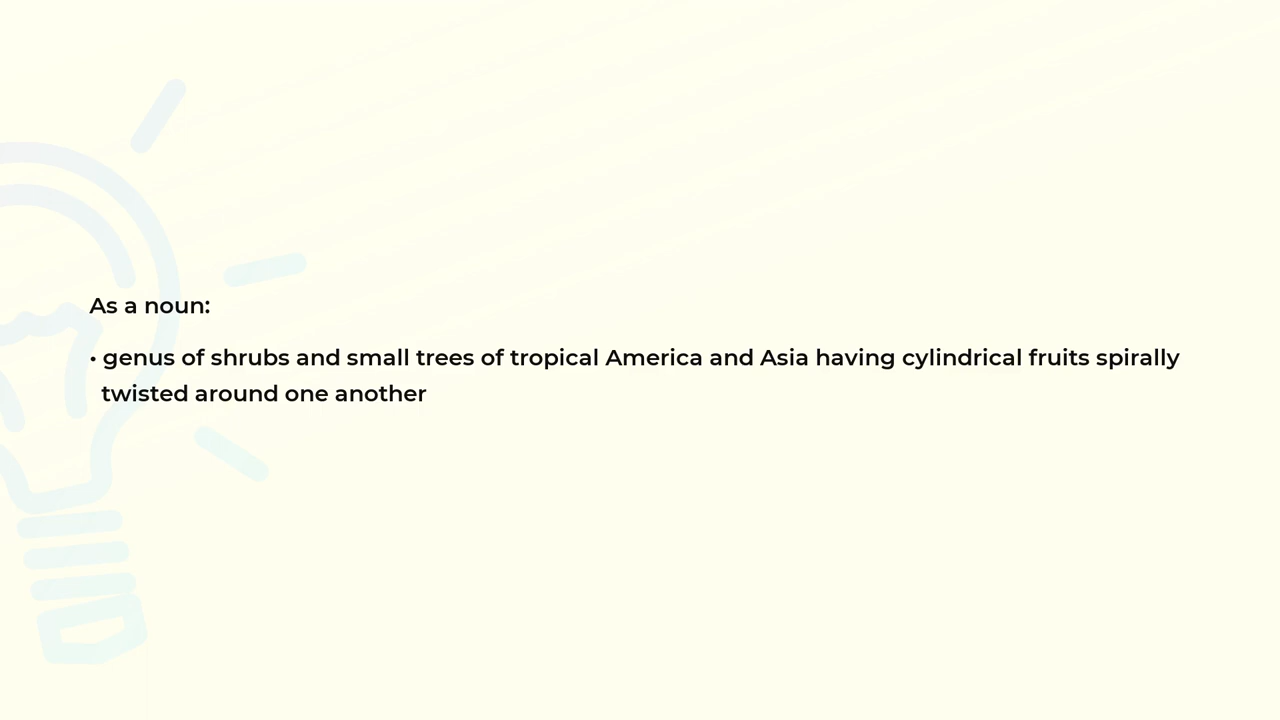 As a noun:
• genus of shrubs and small trees of tropical America and Asia having cylindrical fruits spirally
twisted around one another